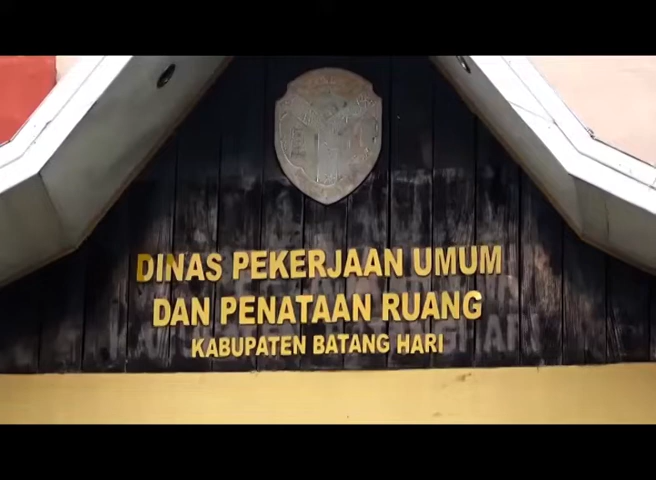 DINAS PEKERJAAN UMUM
DAN PENATAAN RUANG
KABUPATEN BATANG HARI